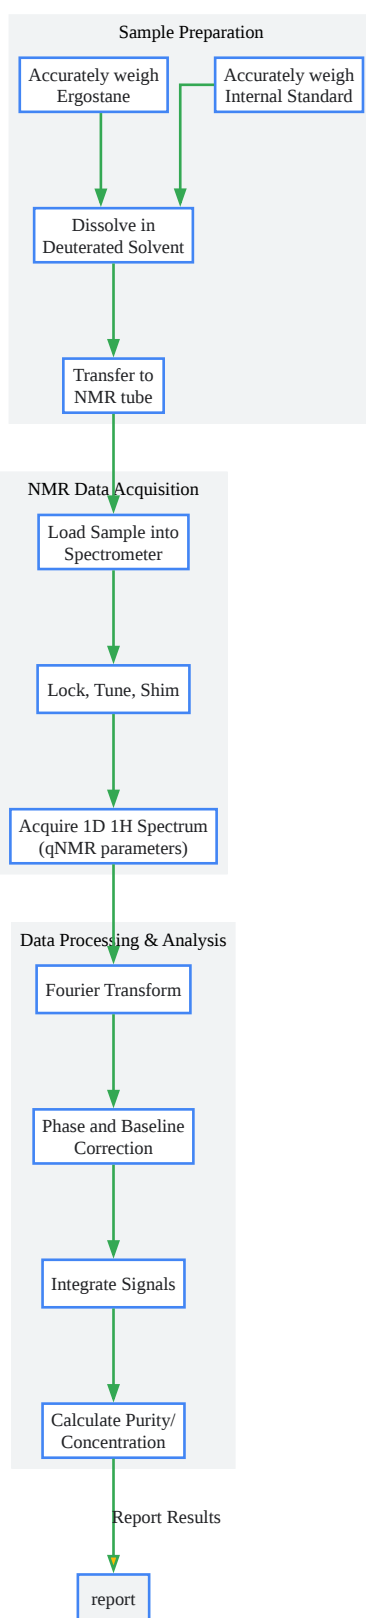 Sample Preparation
Accurately weigh
Ergostane
Accurately weigh
Internal Standard
Dissolve in
Deuterated Solvent
Transfer to
NMR tube
NMR Data Acquisition
Load Sample into
Spectrometer
Lock, Tune, Shim
Acquire 1D 1H Spectrum
(qNMR parameters)
Data Processing & Analysis
Fourier Transform
Phase and Baseline
Correction
Integrate Signals
Calculate Purity/
Concentration
Report Results
report